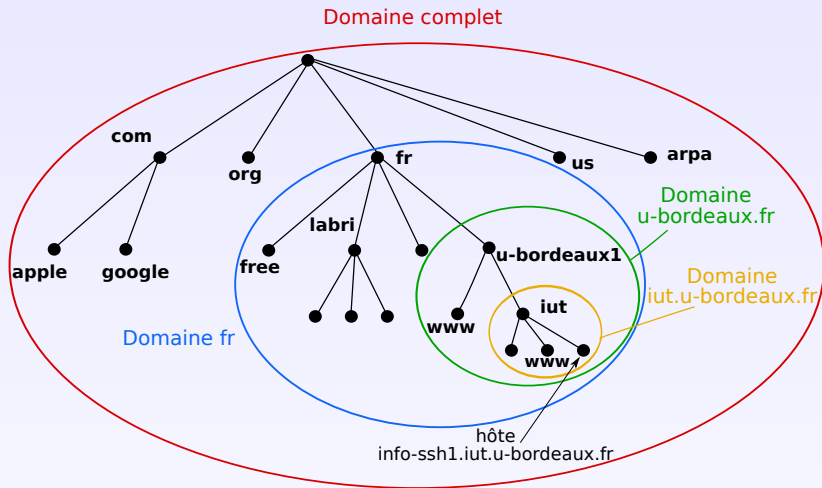 Domaine complet
com
org
fr
us
arpa
Domaine
u-bordeaux.fr
labri
apple
google
free
u-bordeaux1
Domaine
iut.u-bordeaux.fr
iut
www
Domaine fr
www
hôte
info-ssh1.iut.u-bordeaux.fr